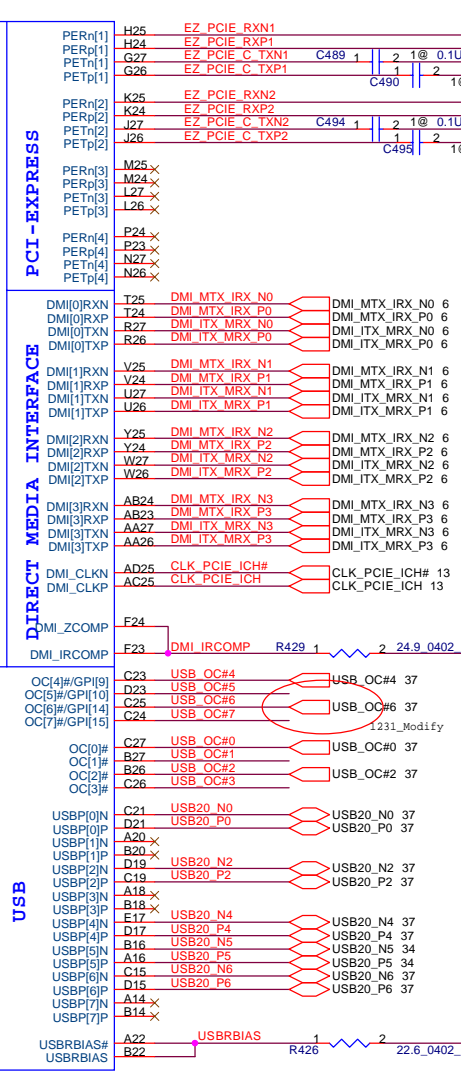 PERn[1] H25 EZ_PCIE_RXN1
PERp[1] H24 EZ_PCIE_RXP1
PETn[1] G27 EZ_PCIE_C_TXN1 C489 1 2 1@ 0.1U
PETp[1] G26 EZ_PCIE_C_TXP1 1 2
C490 1@
PERn[2] K25 EZ_PCIE_RXN2
PERp[2] K24 EZ_PCIE_RXP2
PETn[2] J27 EZ_PCIE_C_TXN2 C494 1 2 1@ 0.1U
PETp[2] J26 EZ_PCIE_C_TXP2 1 2
C495 1@
PERn[3] M25
PERp[3] M24
PETn[3] L27
PETp[3] L26
PERn[4] P24
PERp[4] P23
PETn[4] N27
PETp[4] N26
PCI-EXPRESS
DMI[0]RXN T25 DMI_MTX_IRX_N0 DMI_MTX_IRX_N0 6
DMI[0]RXP T24 DMI_MTX_IRX_P0 DMI_MTX_IRX_P0 6
DMI[0]TXN R27 DMI_ITX_MRX_N0 DMI_ITX_MRX_N0 6
DMI[0]TXP R26 DMI_ITX_MRX_P0 DMI_ITX_MRX_P0 6
DMI[1]RXN V25 DMI_MTX_IRX_N1 DMI_MTX_IRX_N1 6
DMI[1]RXP V24 DMI_MTX_IRX_P1 DMI_MTX_IRX_P1 6
DMI[1]TXN U27 DMI_ITX_MRX_N1 DMI_ITX_MRX_N1 6
DMI[1]TXP U26 DMI_ITX_MRX_P1 DMI_ITX_MRX_P1 6
DMI[2]RXN Y25 DMI_MTX_IRX_N2 DMI_MTX_IRX_N2 6
DMI[2]RXP Y24 DMI_MTX_IRX_P2 DMI_MTX_IRX_P2 6
DMI[2]TXN W27 DMI_ITX_MRX_N2 DMI_ITX_MRX_N2 6
DMI[2]TXP W26 DMI_ITX_MRX_P2 DMI_ITX_MRX_P2 6
DMI[3]RXN AB24 DMI_MTX_IRX_N3 DMI_MTX_IRX_N3 6
DMI[3]RXP AB23 DMI_MTX_IRX_P3 DMI_MTX_IRX_P3 6
DMI[3]TXN AA27 DMI_ITX_MRX_N3 DMI_ITX_MRX_N3 6
DMI[3]TXP AA26 DMI_ITX_MRX_P3 DMI_ITX_MRX_P3 6
DMI_CLKN AD25 CLK_PCIE_ICH# CLK_PCIE_ICH# 13
DMI_CLKP AC25 CLK_PCIE_ICH CLK_PCIE_ICH 13
DMI_ZCOMP F24
DMI_IRCOMP F23 DMI_IRCOMP R429 1 2 24.9_0402_
DIRECT MEDIA INTERFACE
OC[4]#/GPI[9] C23 USB_OC#4 USB_OC#4 37
OC[5]#/GPI[10] D23 USB_OC#5
OC[6]#/GPI[14] C25 USB_OC#6 USB_OC#6 37
OC[7]#/GPI[15] C24 USB_OC#7
1231_Modify
OC[0]# C27 USB_OC#0 USB_OC#0 37
OC[1]# B27 USB_OC#1
OC[2]# B26 USB_OC#2 USB_OC#2 37
OC[3]# C26 USB_OC#3
USBP[0]N C21 USB20_N0 USB20_N0 37
USBP[0]P D21 USB20_P0 USB20_P0 37
USBP[1]N A20
USBP[1]P B20
USBP[2]N D19 USB20_N2 USB20_N2 37
USBP[2]P C19 USB20_P2 USB20_P2 37
USBP[3]N A18
USBP[3]P B18
USBP[4]N E17 USB20_N4 USB20_N4 37
USBP[4]P D17 USB20_P4 USB20_P4 37
USBP[5]N B16 USB20_N5 USB20_N5 34
USBP[5]P A16 USB20_P5 USB20_P5 34
USBP[6]N C15 USB20_N6 USB20_N6 37
USBP[6]P D15 USB20_P6 USB20_P6 37
USBP[7]N A14
USBP[7]P B14
USB
USBRBIAS# A22 USBRBIAS 1 2
USBRBIAS B22 R426 22.6_0402_